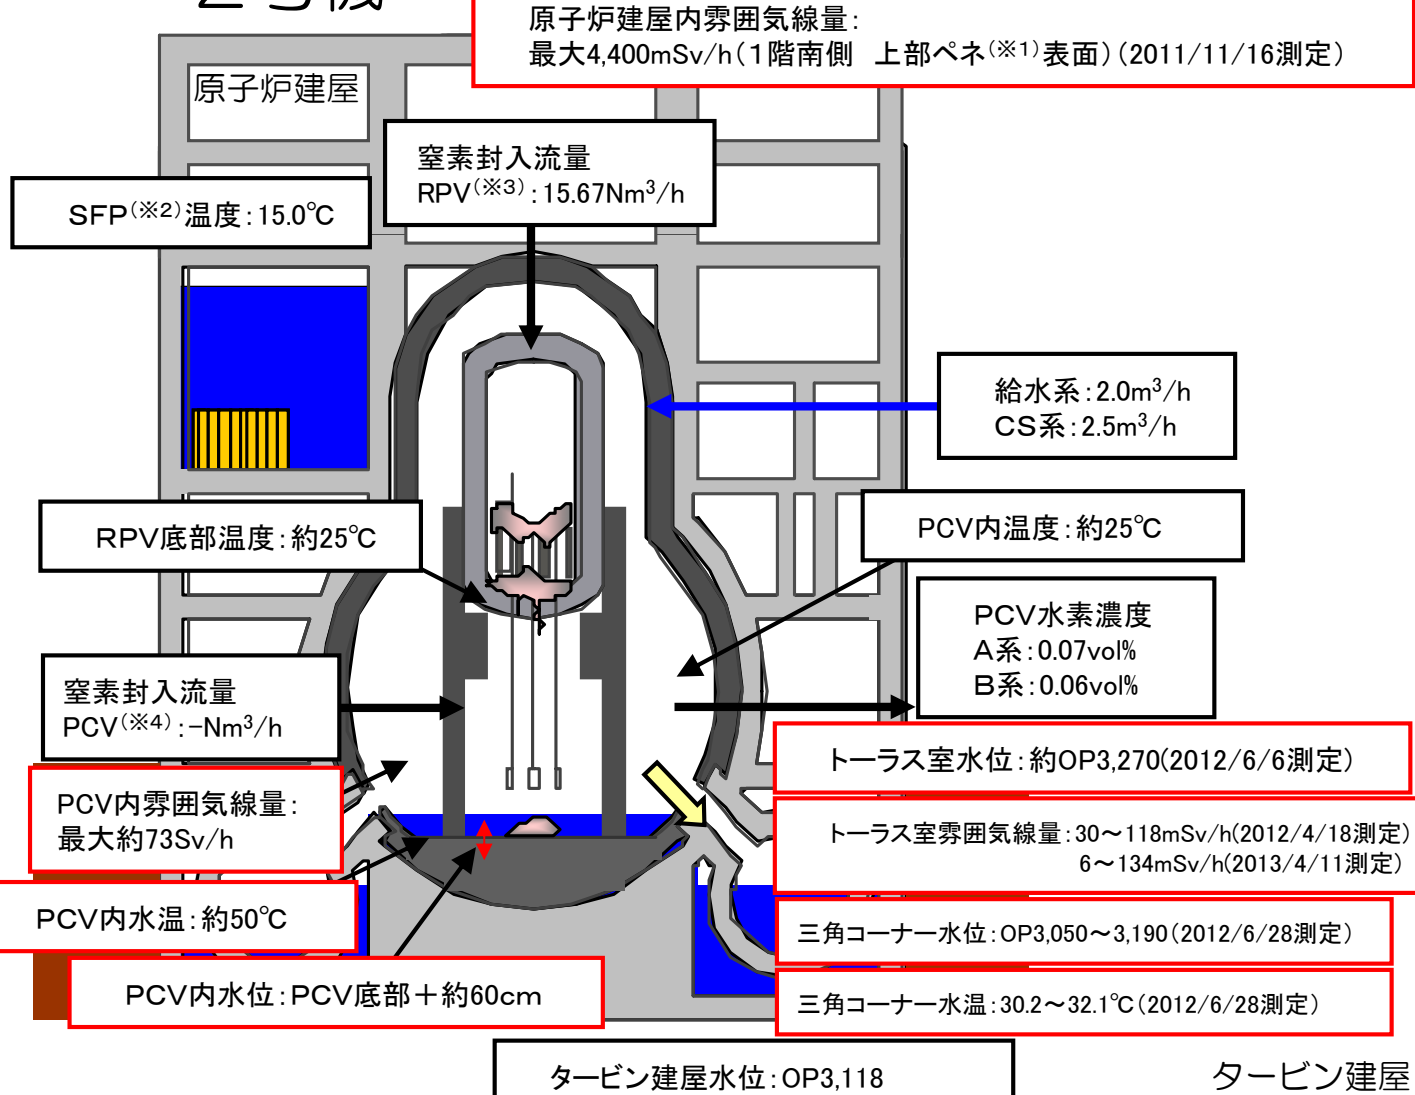 2号機
原子炉建屋内雰囲気線量:
最大4,400mSv/h(1階南側　上部ペネ(※1)表面)(2011/11/16測定)
原子炉建屋
窒素封入流量
RPV(※3):15.67Nm3/h
SFP(※2)温度:15.0℃
給水系:2.0m3/h
CS系:2.5m3/h
RPV底部温度:約25℃
PCV内温度:約25℃
PCV水素濃度
A系:0.07vol%
B系:0.06vol%
窒素封入流量
PCV(※4):-Nm3/h
トーラス室水位:約OP3,270(2012/6/6測定)
PCV内雰囲気線量:
最大約73Sv/h
トーラス室雰囲気線量:30～118mSv/h(2012/4/18測定)
6～134mSv/h(2013/4/11測定)
PCV内水温:約50℃
三角コーナー水位:OP3,050～3,190(2012/6/28測定)
PCV内水位:PCV底部+約60cm
三角コーナー水温:30.2～32.1℃(2012/6/28測定)
タービン建屋水位:OP3,118
タービン建屋